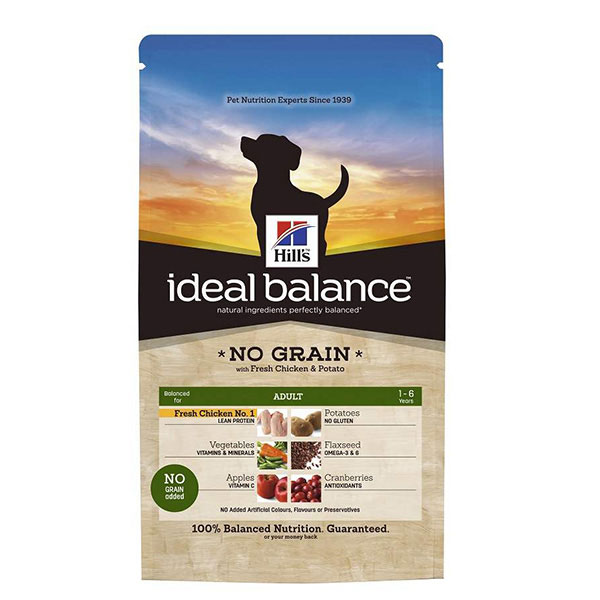 Pet Nutrition Experts Since 1939
Hill's™
ideal balance™
natural ingredients perfectly balanced*
* NO GRAIN *
with Fresh Chicken & Potato
Balanced for
ADULT
1 - 6 Years
Fresh Chicken No. 1
LEAN PROTEIN
Potatoes
NO GLUTEN
Vegetables
VITAMINS & MINERALS
Flaxseed
OMEGA-3 & 6
Apples
VITAMIN C
Cranberries
ANTIOXIDANTS
NO
GRAIN
added
NO Added Artificial Colours, Flavours or Preservatives
100% Balanced Nutrition. Guaranteed.
or your money back